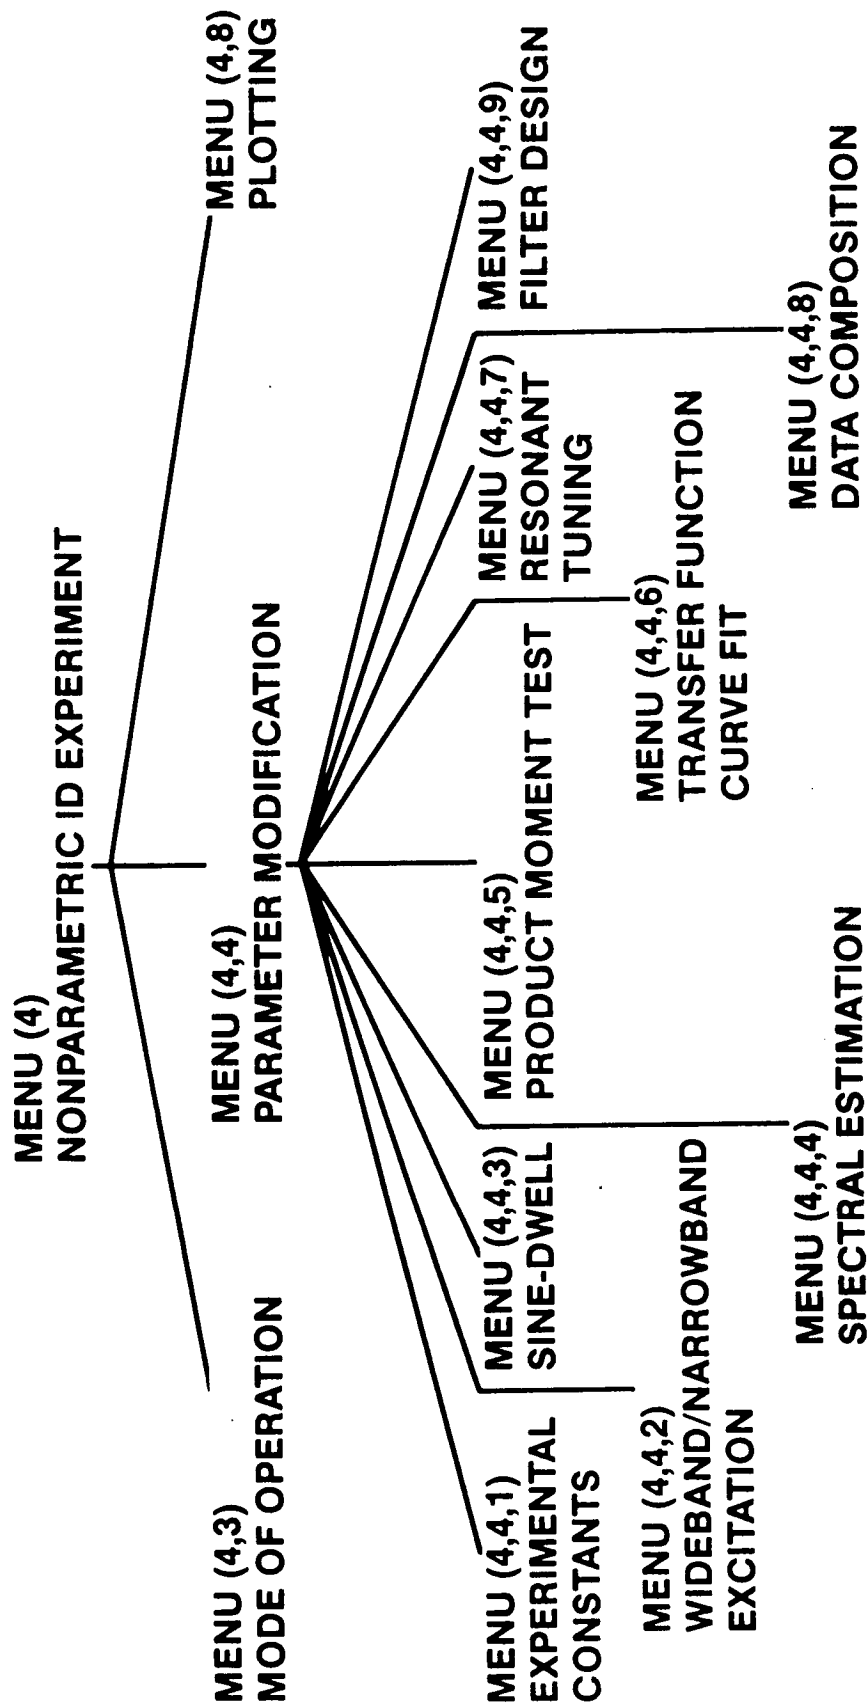 MENU (4)
NONPARAMETRIC ID EXPERIMENT
MENU (4,3)
MODE OF OPERATION
MENU (4,4)
PARAMETER MODIFICATION
MENU (4,8)
PLOTTING
MENU (4,4,1)
EXPERIMENTAL
CONSTANTS
MENU (4,4,2)
WIDEBAND/NARROWBAND
EXCITATION
MENU (4,4,3)
SINE-DWELL
MENU (4,4,4)
SPECTRAL ESTIMATION
MENU (4,4,5)
PRODUCT MOMENT TEST
MENU (4,4,6)
TRANSFER FUNCTION
CURVE FIT
MENU (4,4,7)
RESONANT
TUNING
MENU (4,4,8)
DATA COMPOSITION
MENU (4,4,9)
FILTER DESIGN